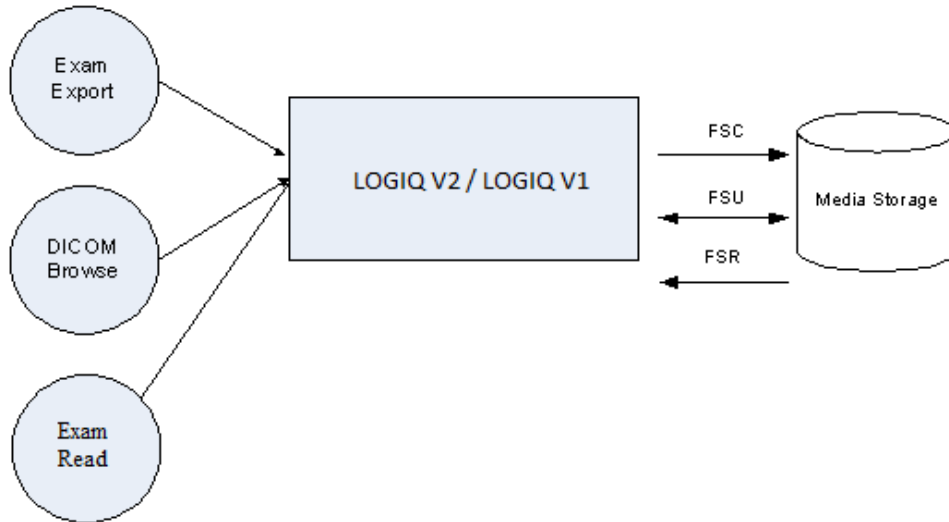 Exam
Export
LOGIQ V2 / LOGIQ V1
FSC
FSU
FSR
Media Storage
DICOM
Browse
Exam
Read